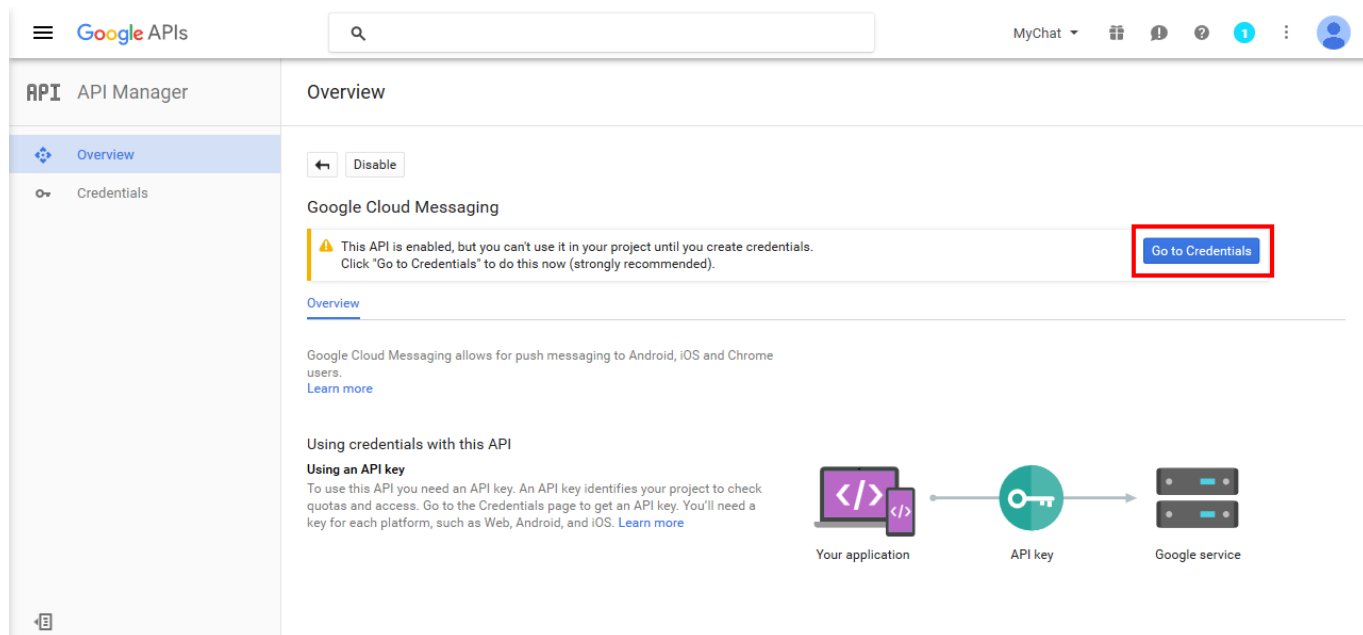 Google APIs
MyChat
1
API API Manager
Overview
Overview
Credentials
Disable
Google Cloud Messaging
This API is enabled, but you can't use it in your project until you create credentials.
Click "Go to Credentials" to do this now (strongly recommended).
Go to Credentials
Overview
Google Cloud Messaging allows for push messaging to Android, iOS and Chrome
users.
Learn more
Using credentials with this API
Using an API key
To use this API you need an API key. An API key identifies your project to check
quotas and access. Go to the Credentials page to get an API key. You'll need a
key for each platform, such as Web, Android, and iOS. Learn more
</>
</>
Your application
API key
Google service